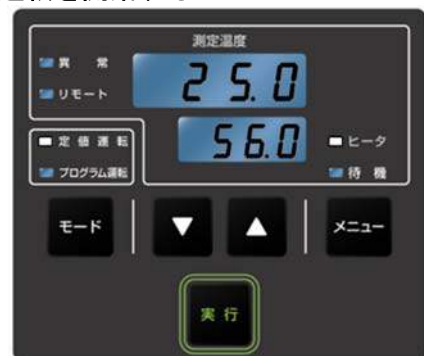 測定温度
異常
25.0
リモート
56.0
定値運転
ヒータ
プログラム運転
待機
モード
▼
▲
メニュー
実行